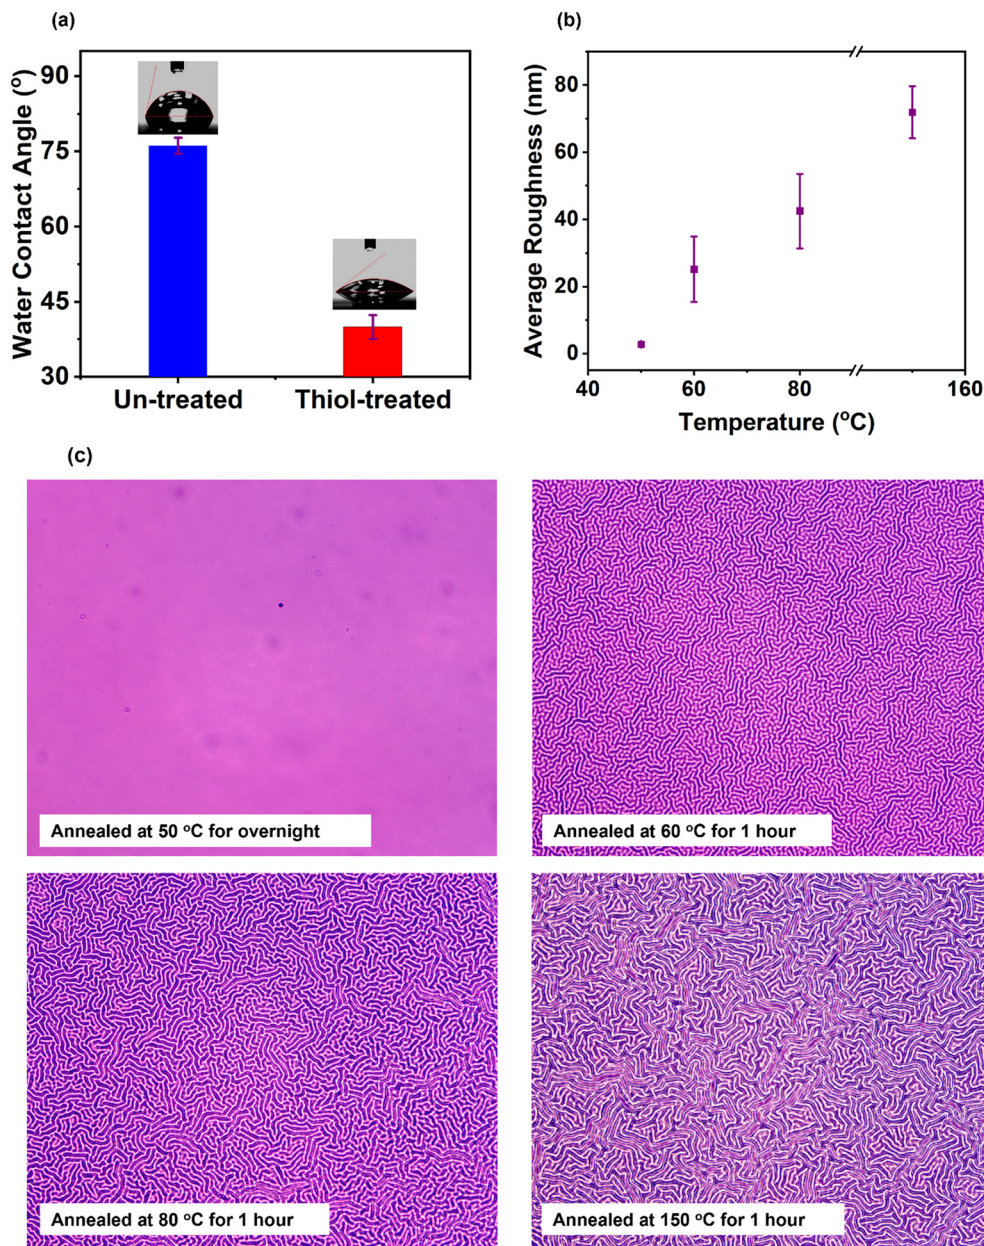 (a)
90
75
60
45
30
Water Contact Angle (°)
Un-treated
Thiol-treated
(b)
80
60
40
20
0
Average Roughness (nm)
40
60
80
160
Temperature (°C)
(c)
Annealed at 50 °C for overnight
Annealed at 60 °C for 1 hour
Annealed at 80 °C for 1 hour
Annealed at 150 °C for 1 hour